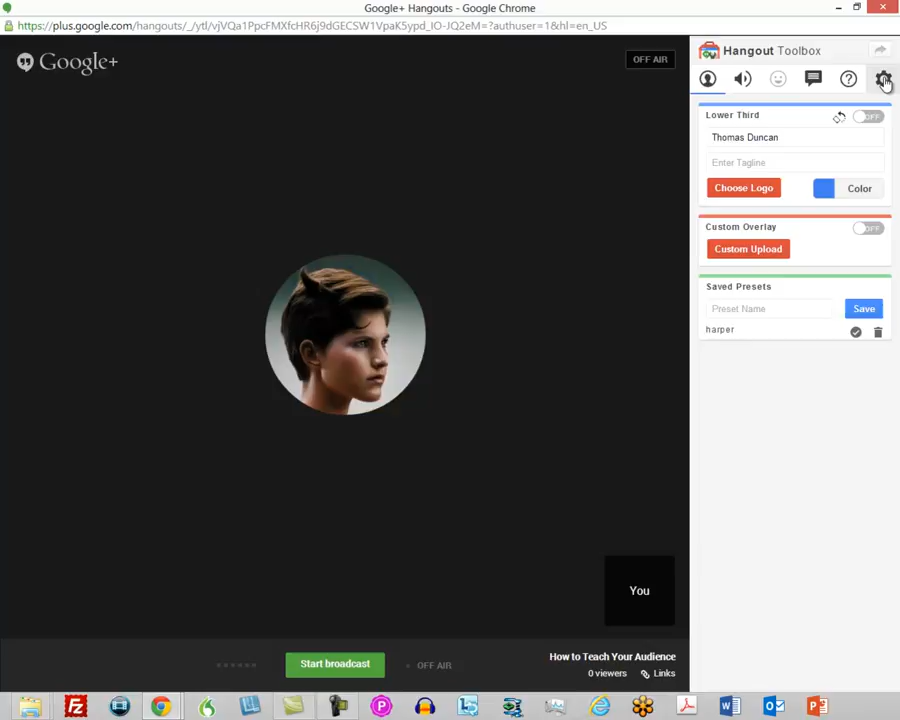 Google+ Hangouts - Google Chrome
https://plus.google.com/hangouts/_/ytl/vjVQa1PpcFMXfcHR6j9dGECSW1VpaK5ypd_IO-JQ2eM=?authuser=1&hl=en_US
Google+
OFF AIR
Hangout Toolbox
Lower Third
OFF
Thomas Duncan
Enter Tagline
Choose Logo
Color
Custom Overlay
OFF
Custom Upload
Saved Presets
Preset Name
Save
harper
You
Start broadcast
OFF AIR
How to Teach Your Audience
0 viewers
Links